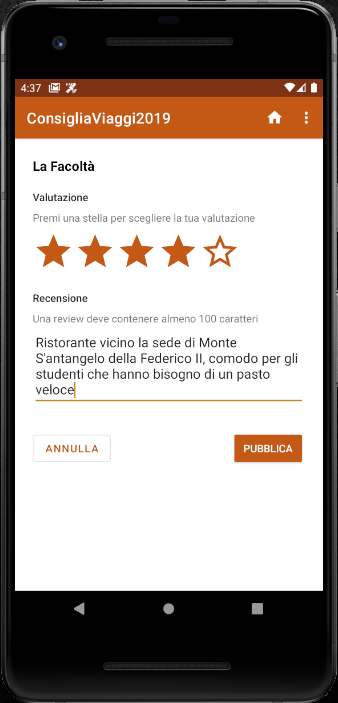 4:37
ConsigliaViaggi2019
La Facoltà
Valutazione
Premi una stella per scegliere la tua valutazione
Recensione
Una review deve contenere almeno 100 caratteri
Ristorante vicino la sede di Monte
S'antangelo della Federico II, comodo per gli
studenti che hanno bisogno di un pasto
veloce
ANNULLA
PUBBLICA